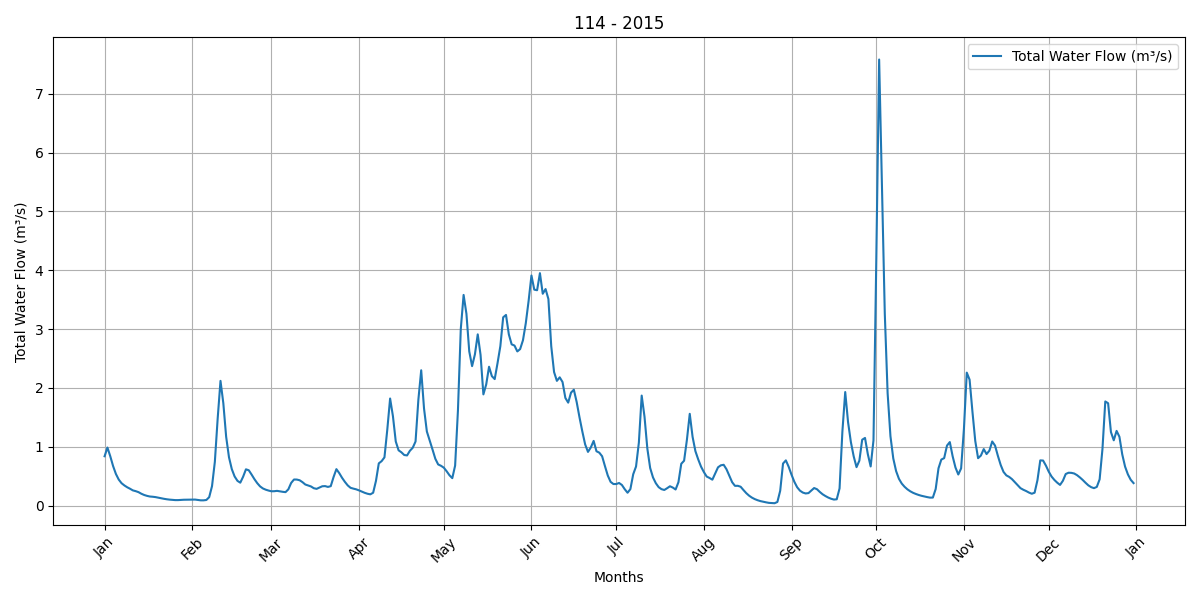 114 - 2015
Total Water Flow (m³/s)
Total Water Flow (m³/s)
7
6
5
4
3
2
1
0
Jan
Feb
Mar
Apr
May
Jun
Jul
Aug
Sep
Oct
Nov
Dec
Jan
Months